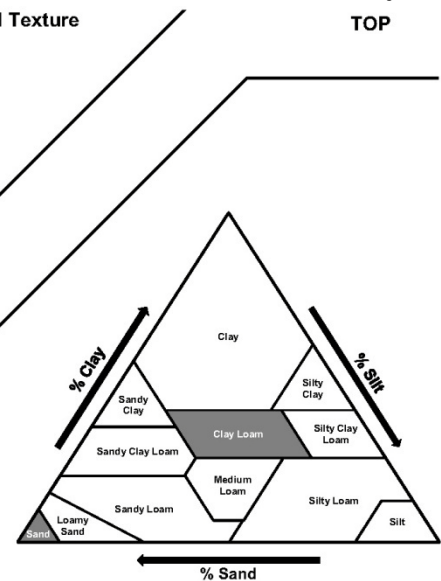 Texture
TOP
% Clay
% Silt
Clay
Silty
Clay
Sandy
Clay
Clay Loam
Silty Clay
Loam
Sandy Clay Loam
Medium
Loam
Silty Loam
Sandy Loam
Loamy
Sand
Sand
Silt
% Sand